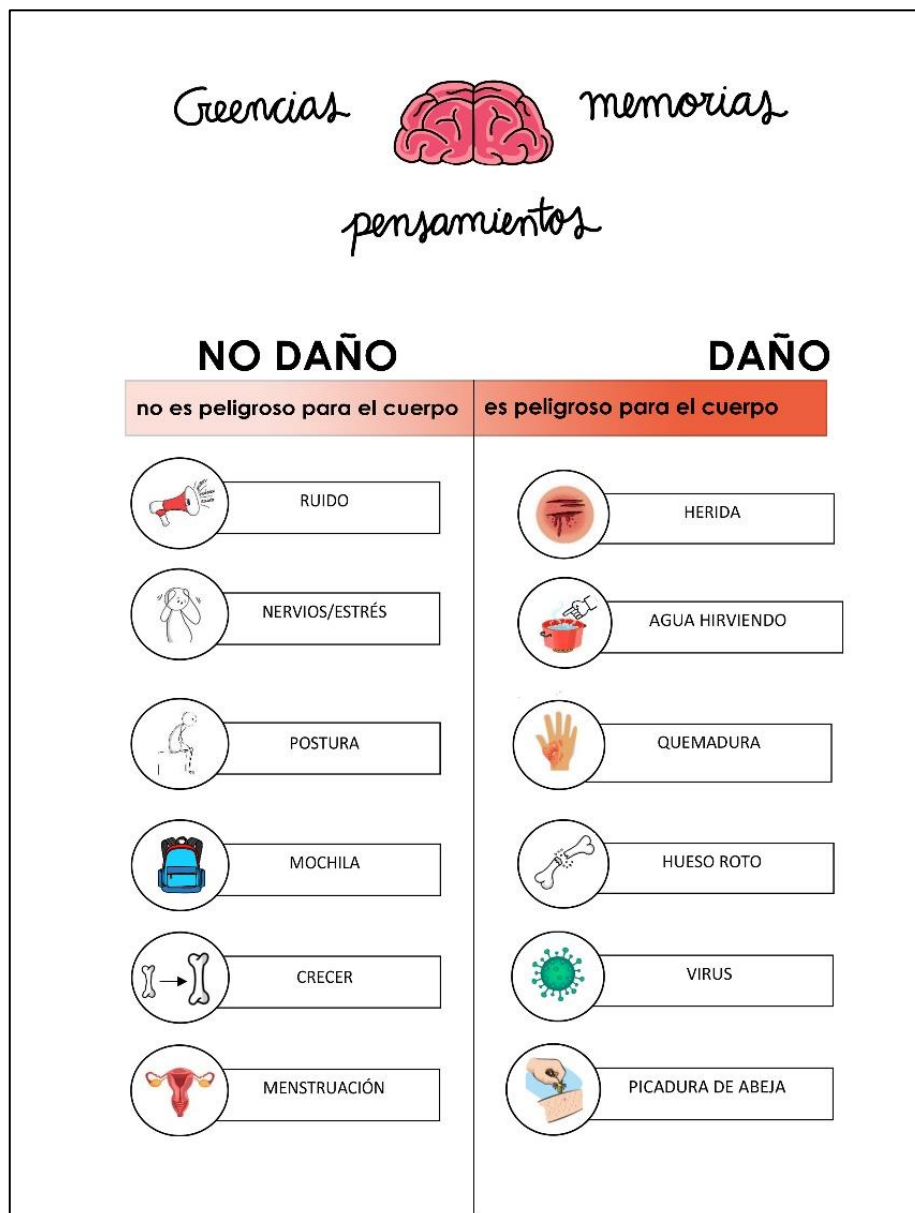 Creencias
memorias
pensamientos
NO DAÑO
DAÑO
no es peligroso para el cuerpo
es peligroso para el cuerpo
RUIDO
HERIDA
NERVIOS/ESTRÉS
AGUA HIRVIENDO
POSTURA
QUEMADURA
MOCHILA
HUESO ROTO
CRECER
VIRUS
MENSTRUACIÓN
PICADURA DE ABEJA